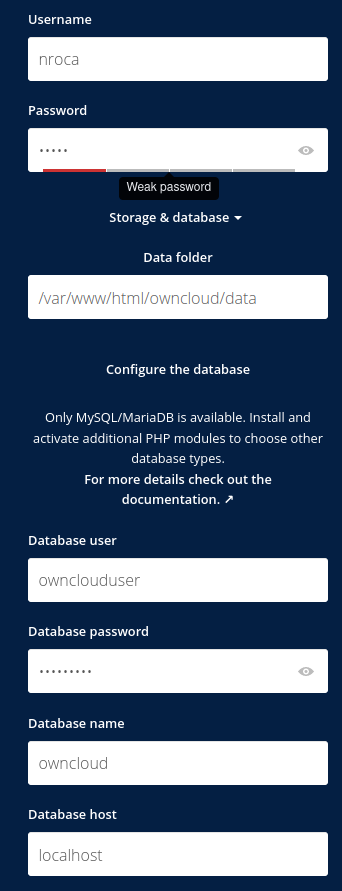 Username
nroca
Password
•••••
Weak password
Storage & database
Data folder
/var/www/html/owncloud/data
Configure the database
Only MySQL/MariaDB is available. Install and
activate additional PHP modules to choose other
database types.
For more details check out the
documentation. ↗
Database user
ownclouduser
Database password
•••••••••
Database name
owncloud
Database host
localhost